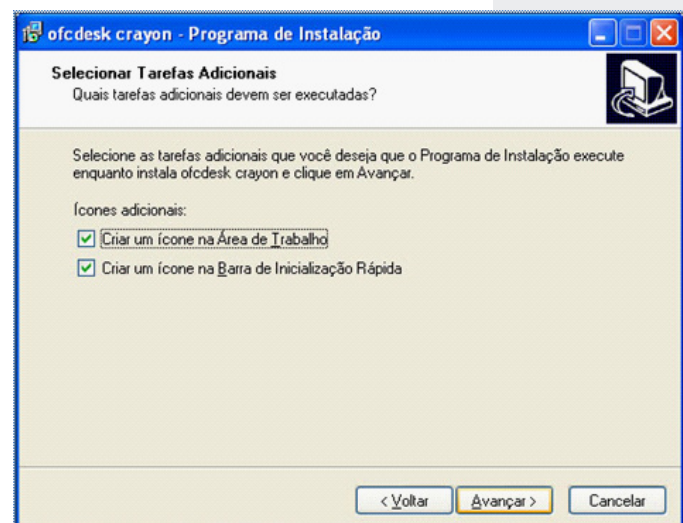 ofcdesk crayon - Programa de Instalação
Selecionar Tarefas Adicionais
Quais tarefas adicionais devem ser executadas?
Selecione as tarefas adicionais que você deseja que o Programa de Instalação execute
enquanto instala ofcdesk crayon e clique em Avançar.
Ícones adicionais:
Criar um ícone na Área de Trabalho
Criar um ícone na Barra de Inicialização Rápida
< Voltar
Avançar >
Cancelar